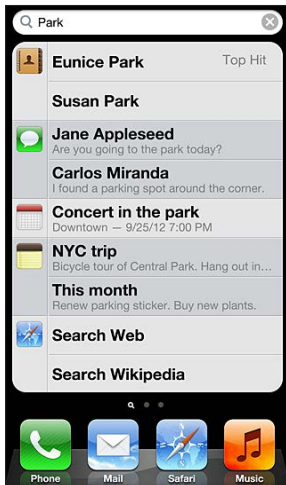 Park
Eunice Park Top Hit
Susan Park
Jane Appleseed
Are you going to the park today?
Carlos Miranda
I found a parking spot around the corner.
Concert in the park
Downtown — 9/25/12 7:00 PM
NYC trip
Bicycle tour of Central Park. Hang out in...
This month
Renew parking sticker. Buy new plants.
Search Web
Search Wikipedia
Phone Mail Safari Music